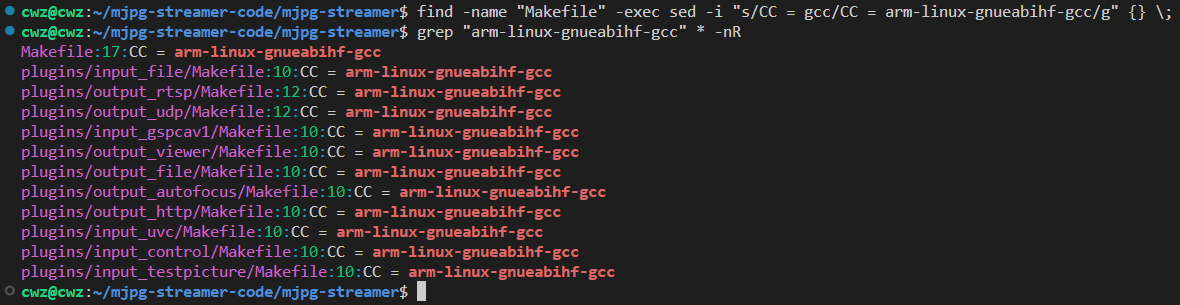 cwz@cwz:~/mjpg-streamer-code/mjpg-streamer$ find -name "Makefile" -exec sed -i "s/CC = gcc/CC = arm-linux-gnueabihf-gcc/g" {} \;
cwz@cwz:~/mjpg-streamer-code/mjpg-streamer$ grep "arm-linux-gnueabihf-gcc" * -nR
Makefile:17:CC = arm-linux-gnueabihf-gcc
plugins/input_file/Makefile:10:CC = arm-linux-gnueabihf-gcc
plugins/output_rtsp/Makefile:12:CC = arm-linux-gnueabihf-gcc
plugins/output_udp/Makefile:12:CC = arm-linux-gnueabihf-gcc
plugins/input_gspcav1/Makefile:10:CC = arm-linux-gnueabihf-gcc
plugins/output_viewer/Makefile:10:CC = arm-linux-gnueabihf-gcc
plugins/output_file/Makefile:10:CC = arm-linux-gnueabihf-gcc
plugins/output_autofocus/Makefile:10:CC = arm-linux-gnueabihf-gcc
plugins/output_http/Makefile:10:CC = arm-linux-gnueabihf-gcc
plugins/input_uvc/Makefile:10:CC = arm-linux-gnueabihf-gcc
plugins/input_control/Makefile:10:CC = arm-linux-gnueabihf-gcc
plugins/input_testpicture/Makefile:10:CC = arm-linux-gnueabihf-gcc
cwz@cwz:~/mjpg-streamer-code/mjpg-streamer$